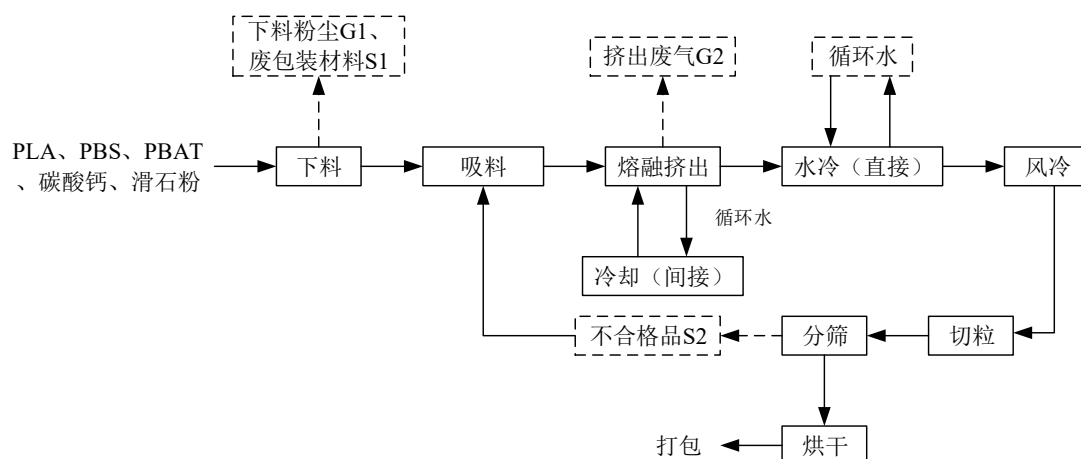 下料粉尘G1、
废包装材料S1
挤出废气G2
循环水
PLA、PBS、PBAT
、碳酸钙、滑石粉
下料
吸料
熔融挤出
水冷（直接）
风冷
循环水
冷却（间接）
不合格品S2
分筛
切粒
打包
烘干